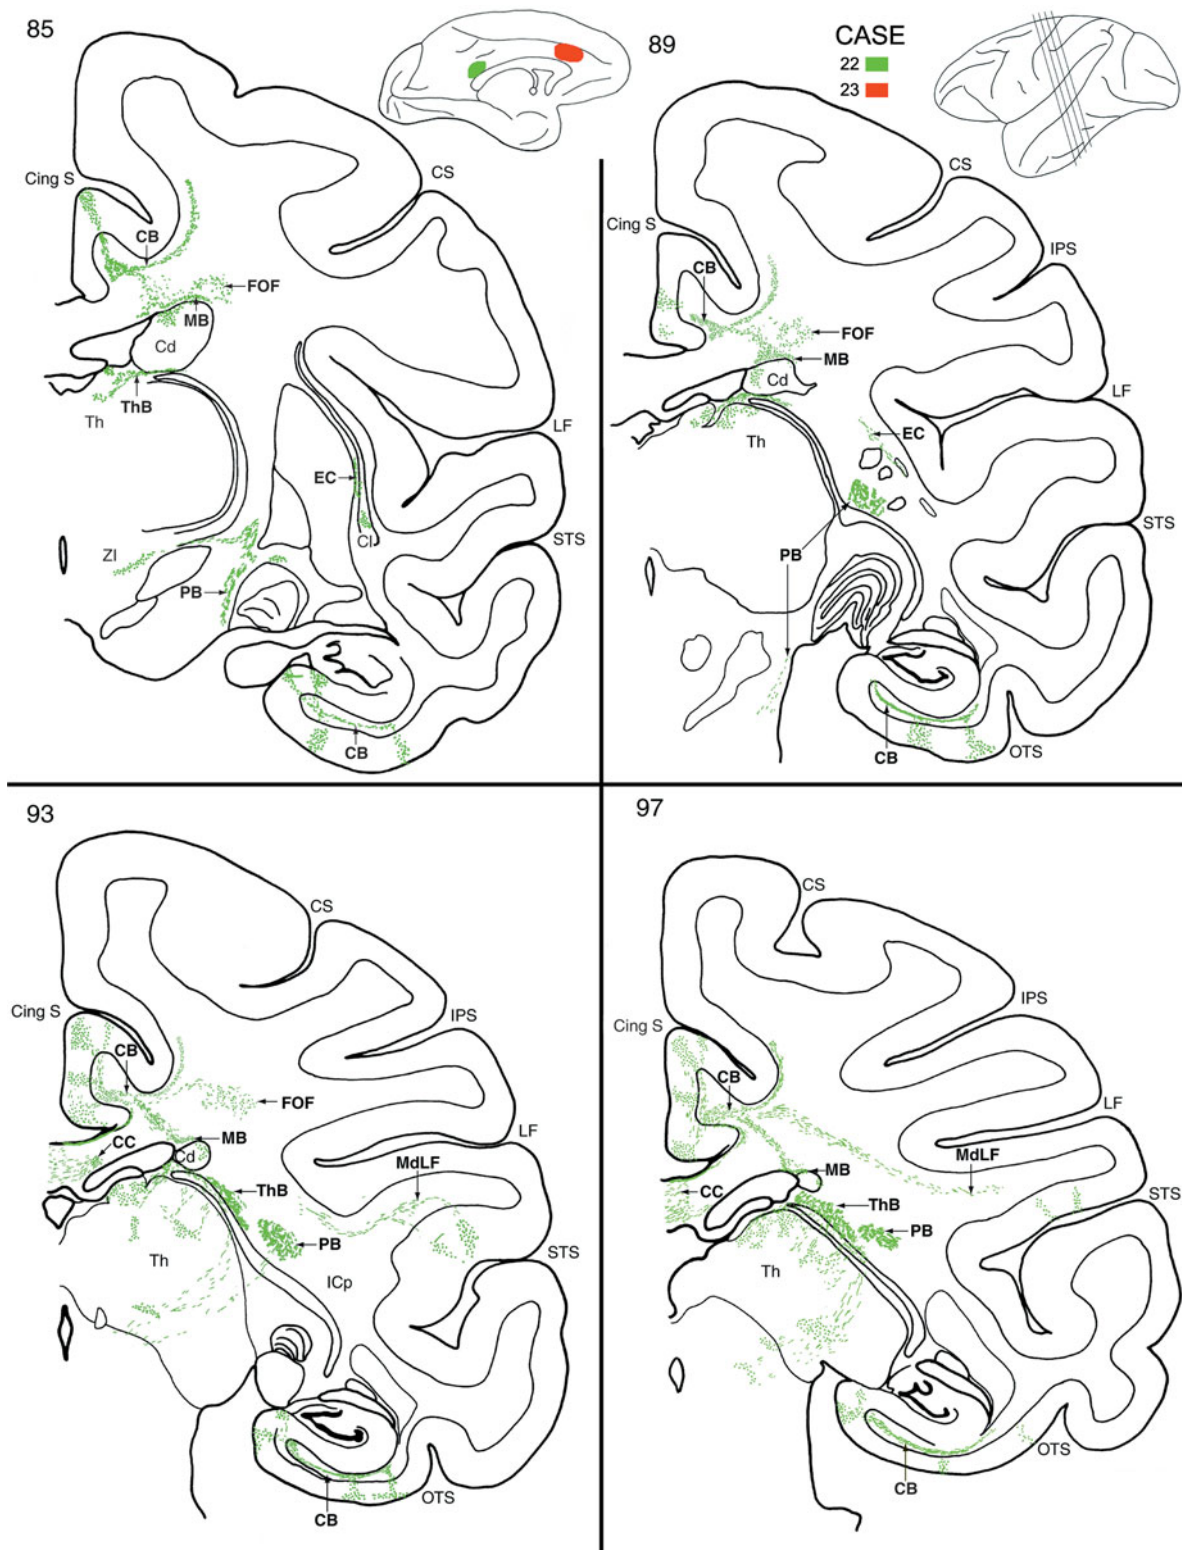 85
89
CASE
22
23
CS
Cing S
CB
FOF
MB
Cd
ThB
Th
LF
EC
Cl
STS
ZI
PB
CB
CS
Cing S
IPS
CB
FOF
MB
Cd
LF
EC
Th
STS
PB
CB
OTS
93
97
CS
Cing S
IPS
CB
FOF
LF
CC
MB
Cd
MdLF
ThB
PB
STS
Th
ICp
OTS
CB
CS
IPS
Cing S
CB
LF
MdLF
MB
CC
STS
ThB
PB
Th
OTS
CB